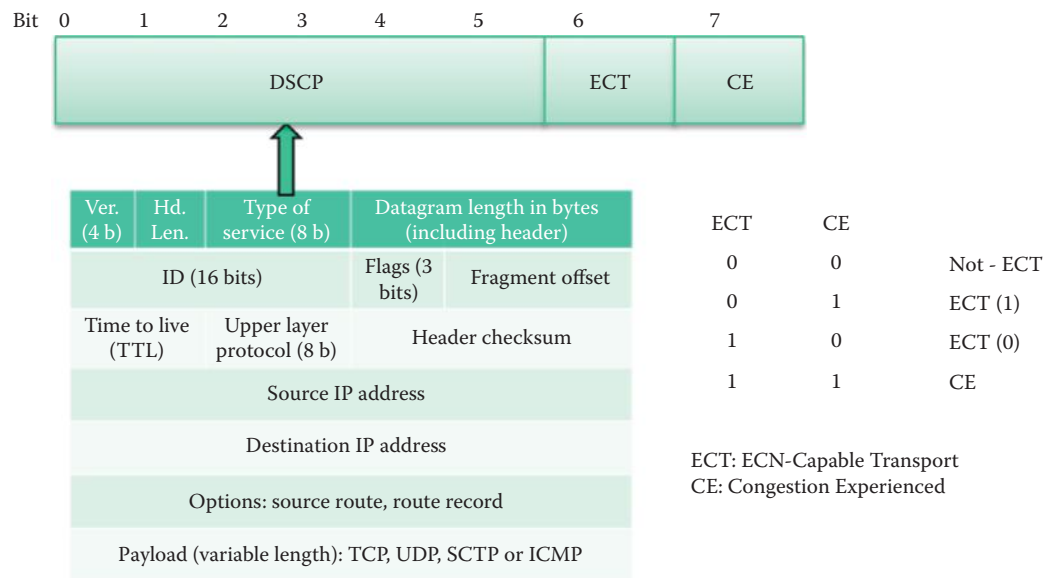 Bit 0 1 2 3 4 5 6 7
DSCP ECT CE
Ver. (4 b)
Hd. Len.
Type of service (8 b)
Datagram length in bytes (including header)
ID (16 bits)
Flags (3 bits)
Fragment offset
Time to live (TTL)
Upper layer protocol (8 b)
Header checksum
Source IP address
Destination IP address
Options: source route, route record
Payload (variable length): TCP, UDP, SCTP or ICMP
ECT CE
0 0 Not - ECT
0 1 ECT (1)
1 0 ECT (0)
1 1 CE
ECT: ECN-Capable Transport
CE: Congestion Experienced